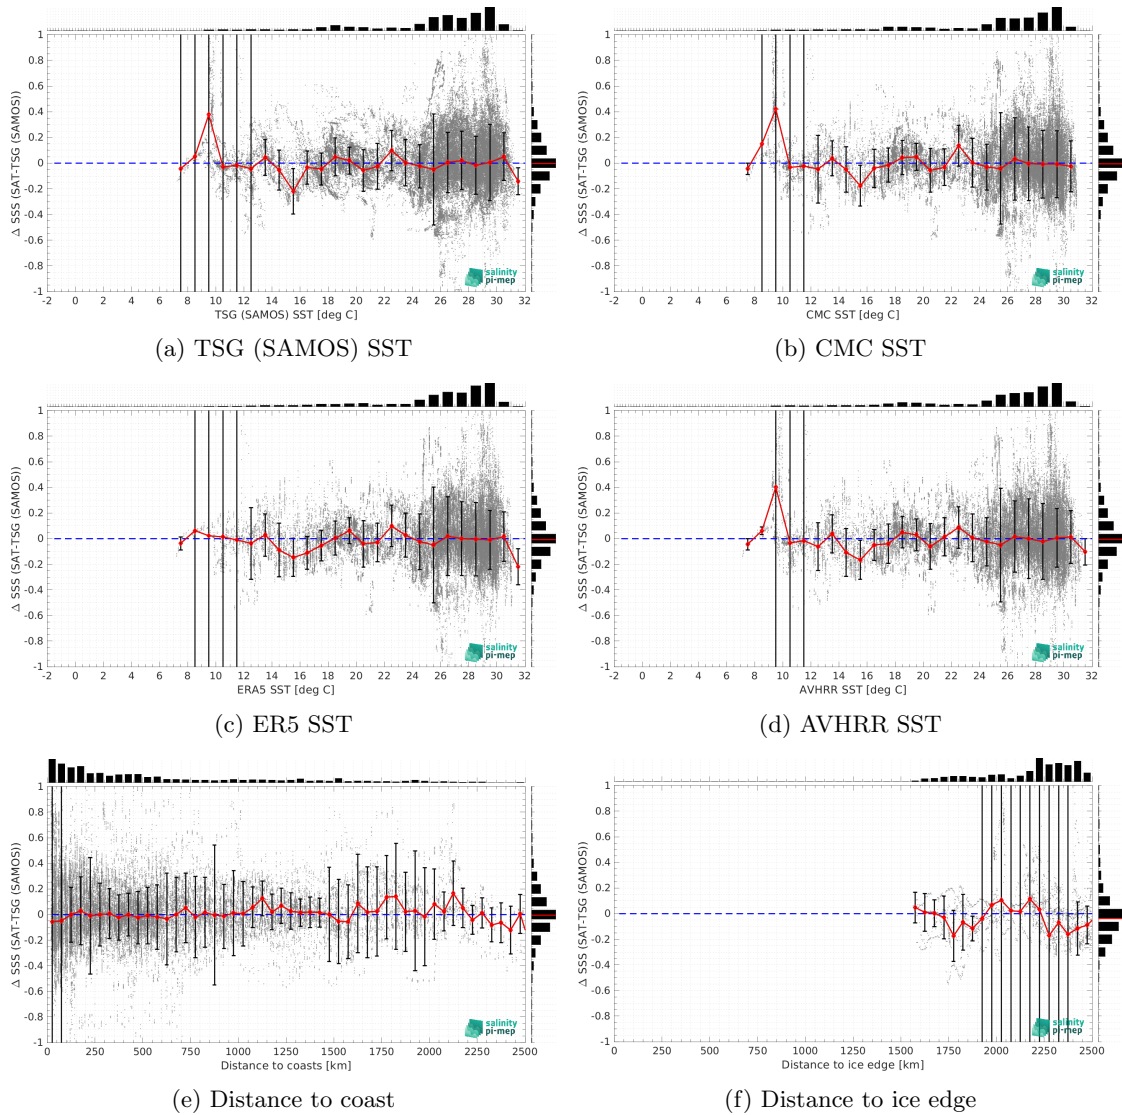 1
0.8
0.6
0.4
0.2
0
-0.2
-0.4
-0.6
-0.8
-1
Δ SSS (SAT-TSG (SAMOS))
salinity
pi-mep
-2 0 2 4 6 8 10 12 14 16 18 20 22 24 26 28 30 32
TSG (SAMOS) SST [deg C]
(a) TSG (SAMOS) SST
1
0.8
0.6
0.4
0.2
0
-0.2
-0.4
-0.6
-0.8
-1
Δ SSS (SAT-TSG (SAMOS))
salinity
pi-mep
-2 0 2 4 6 8 10 12 14 16 18 20 22 24 26 28 30 32
CMC SST [deg C]
(b) CMC SST
1
0.8
0.6
0.4
0.2
0
-0.2
-0.4
-0.6
-0.8
-1
Δ SSS (SAT-TSG (SAMOS))
salinity
pi-mep
-2 0 2 4 6 8 10 12 14 16 18 20 22 24 26 28 30 32
ERA5 SST [deg C]
(c) ER5 SST
1
0.8
0.6
0.4
0.2
0
-0.2
-0.4
-0.6
-0.8
-1
Δ SSS (SAT-TSG (SAMOS))
salinity
pi-mep
-2 0 2 4 6 8 10 12 14 16 18 20 22 24 26 28 30 32
AVHRR SST [deg C]
(d) AVHRR SST
1
0.8
0.6
0.4
0.2
0
-0.2
-0.4
-0.6
-0.8
-1
Δ SSS (SAT-TSG (SAMOS))
salinity
pi-mep
0 250 500 750 1000 1250 1500 1750 2000 2250 2500
Distance to coasts [km]
(e) Distance to coast
1
0.8
0.6
0.4
0.2
0
-0.2
-0.4
-0.6
-0.8
-1
Δ SSS (SAT-TSG (SAMOS))
salinity
pi-mep
0 250 500 750 1000 1250 1500 1750 2000 2250 2500
Distance to ice edge [km]
(f) Distance to ice edge